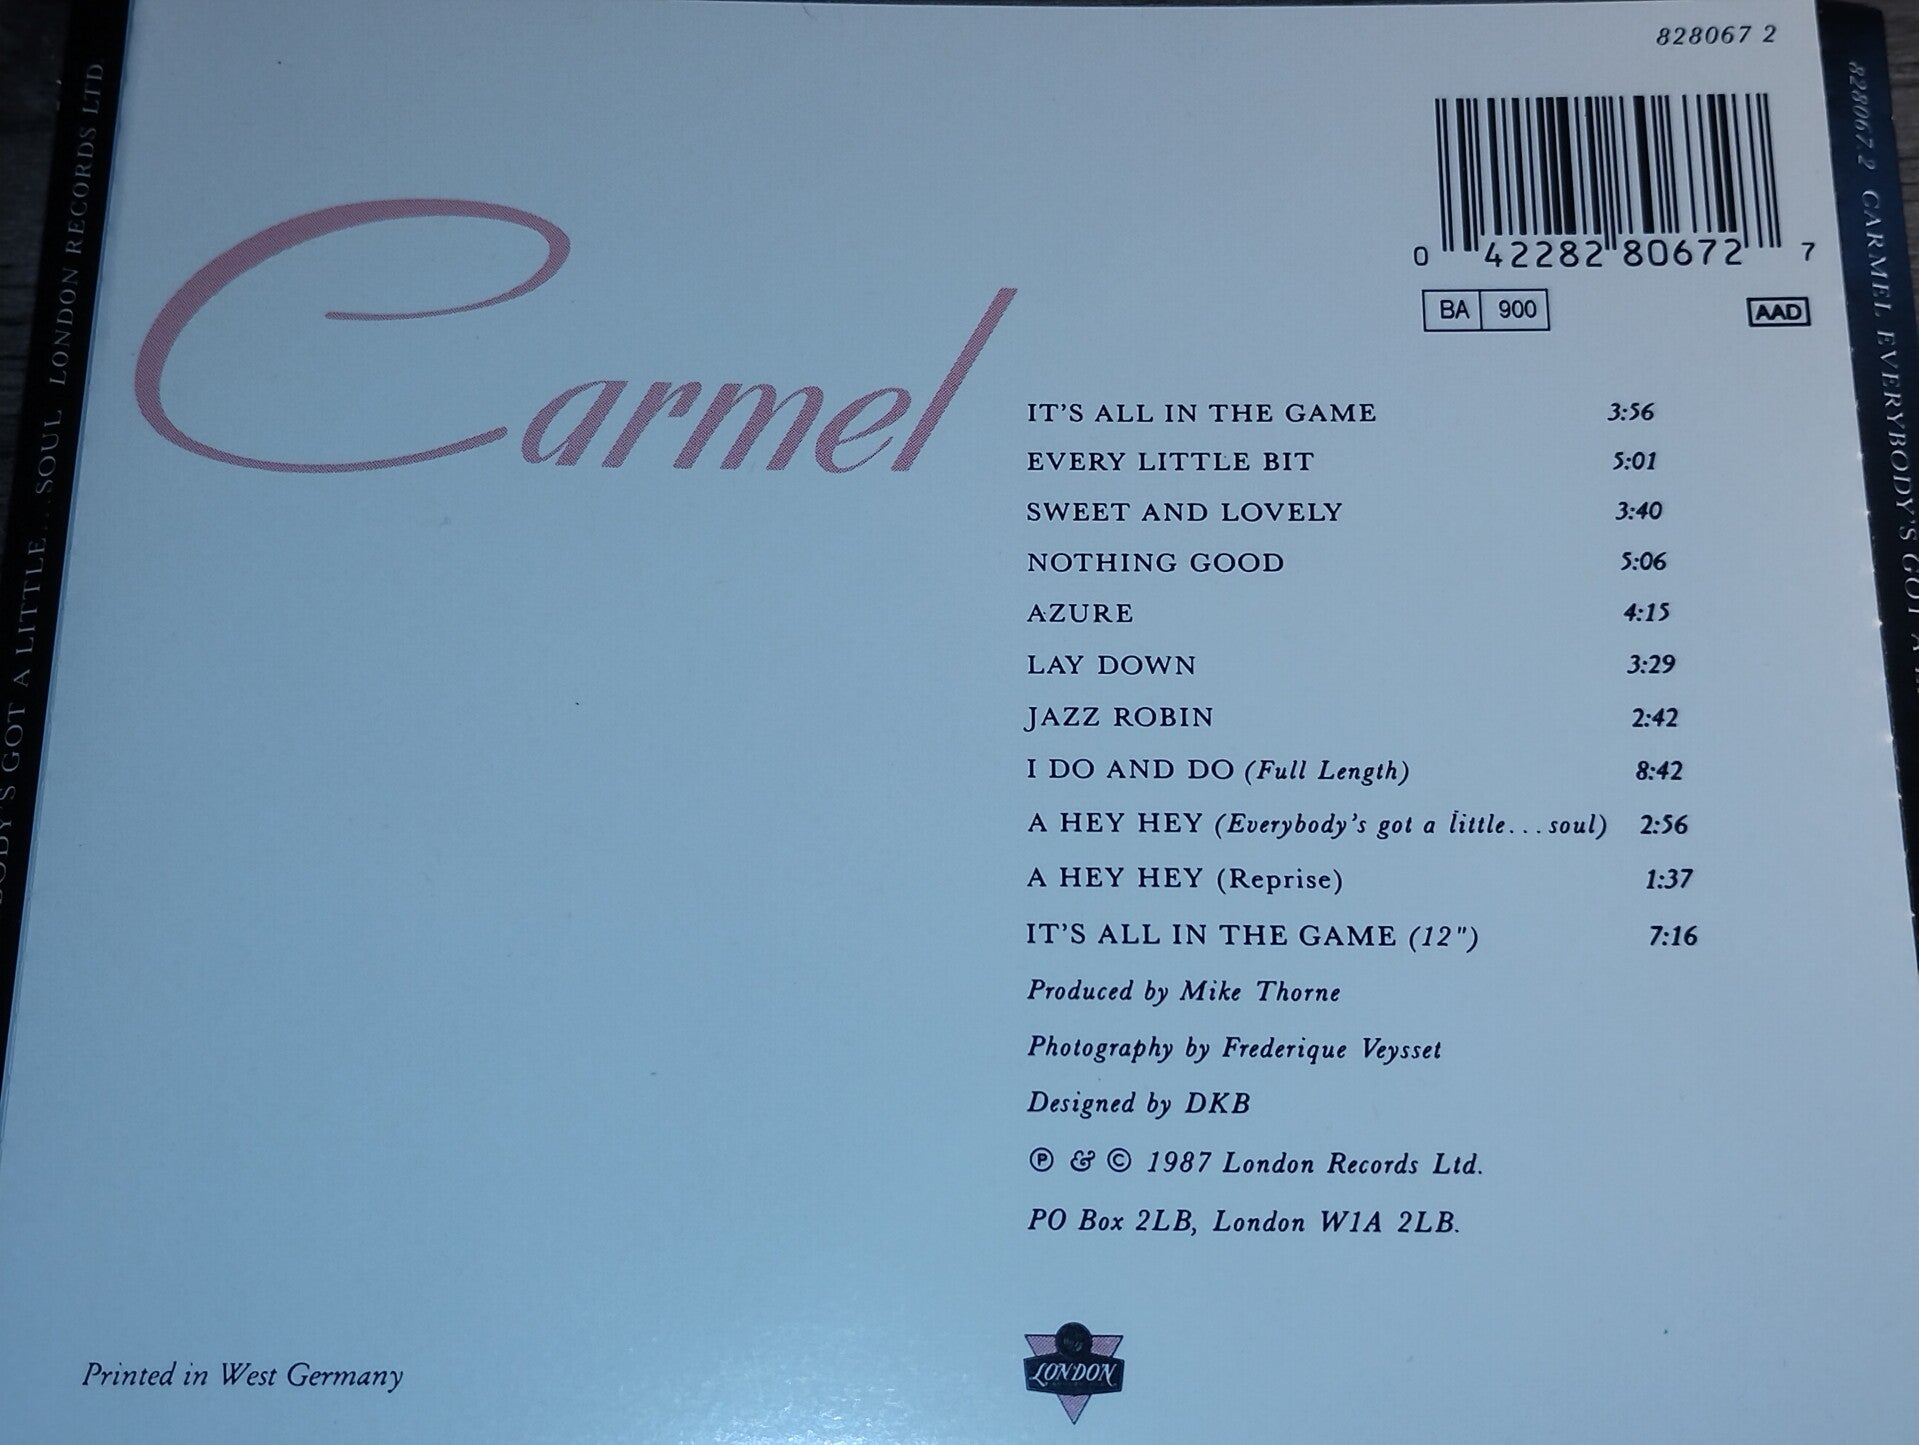 828067 2
0 42282 80672 7
BA 900
AAD
Carmel
IT'S ALL IN THE GAME 3:56
EVERY LITTLE BIT 5:01
SWEET AND LOVELY 3:40
NOTHING GOOD 5:06
AZURE 4:15
LAY DOWN 3:29
JAZZ ROBIN 2:42
I DO AND DO (Full Length) 8:42
A HEY HEY (Everybody's got a little...soul) 2:56
A HEY HEY (Reprise) 1:37
IT'S ALL IN THE GAME (12") 7:16
Produced by Mike Thorne
Photography by Frederique Veysset
Designed by DKB
Ⓟ & © 1987 London Records Ltd.
PO Box 2LB, London W1A 2LB.
Printed in West Germany
LONDON
GOT A LITTLE...SOUL LONDON RECORDS LTD
828067 2 CARMEL EVERYBODY'S GOT A